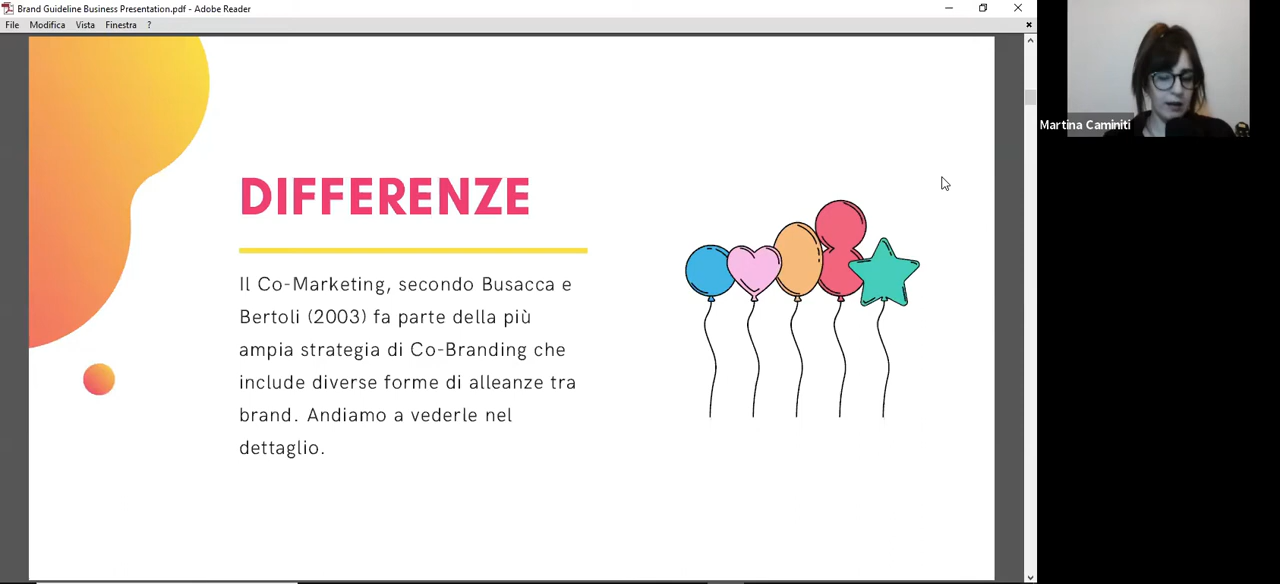 Brand Guideline Business Presentation.pdf - Adobe Reader
File Modifica Vista Finestra ?
Martina Caminiti
DIFFERENZE
Il Co-Marketing, secondo Busacca e
Bertoli (2003) fa parte della più
ampia strategia di Co-Branding che
include diverse forme di alleanze tra
brand. Andiamo a vederle nel
dettaglio.